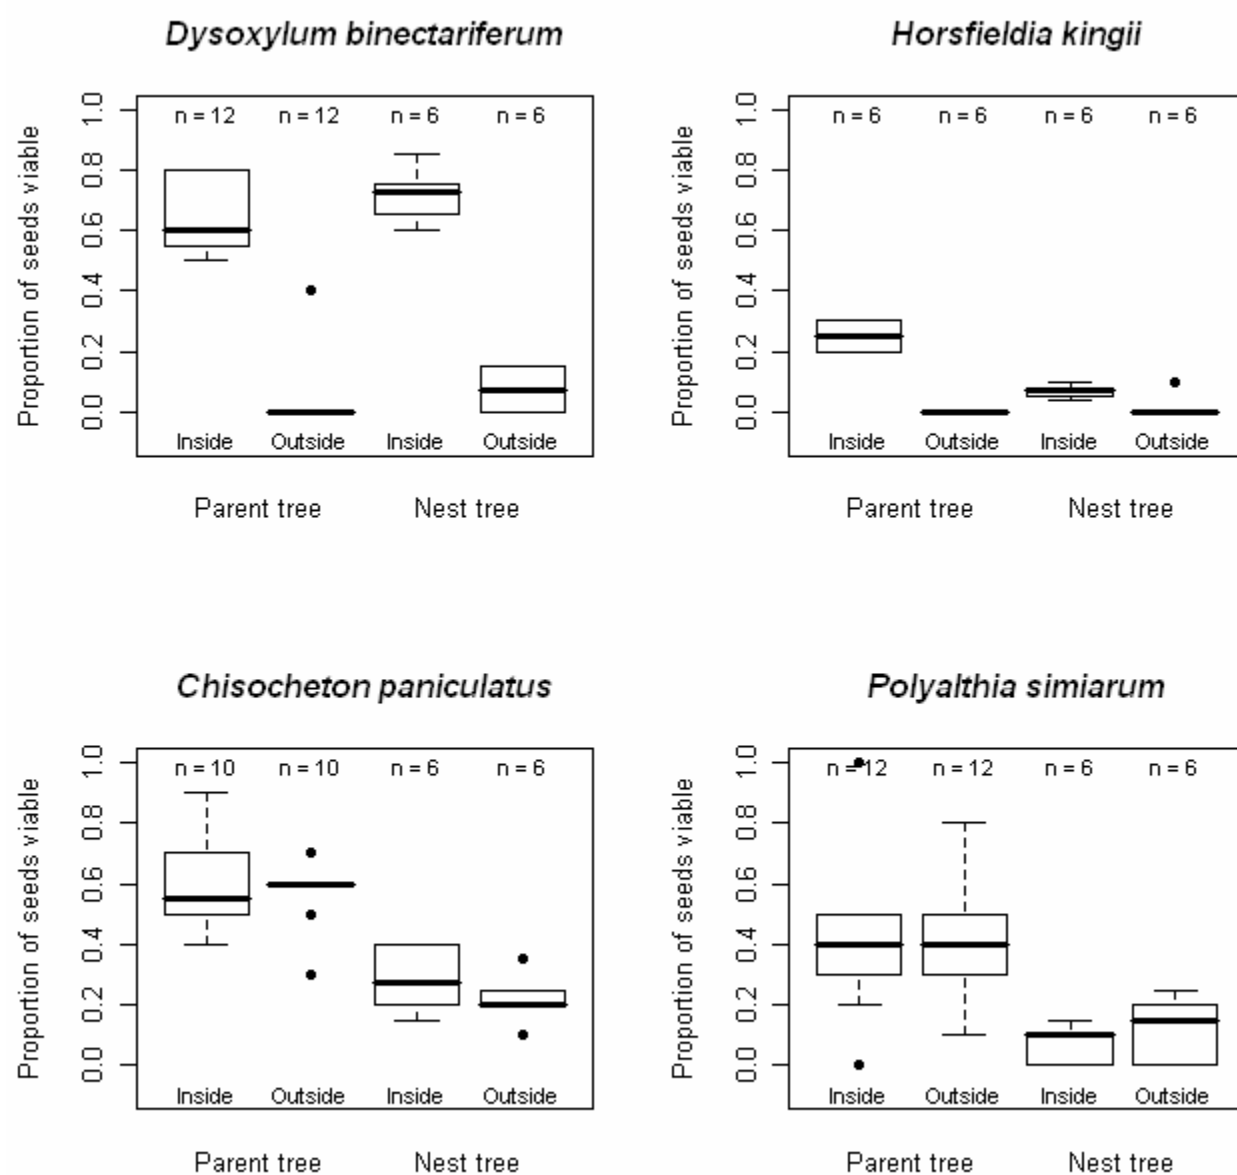 Dysoxylum binectariferum
Proportion of seeds viable
1.0
0.8
0.6
0.4
0.2
0.0
n = 12 n = 12 n = 6 n = 6
Inside Outside Inside Outside
Parent tree Nest tree
Horsfieldia kingii
Proportion of seeds viable
1.0
0.8
0.6
0.4
0.2
0.0
n = 6 n = 6 n = 6 n = 6
Inside Outside Inside Outside
Parent tree Nest tree
Chisocheton paniculatus
Proportion of seeds viable
1.0
0.8
0.6
0.4
0.2
0.0
n = 10 n = 10 n = 6 n = 6
Inside Outside Inside Outside
Parent tree Nest tree
Polyalthia simiarum
Proportion of seeds viable
1.0
0.8
0.6
0.4
0.2
0.0
n = 12 n = 12 n = 6 n = 6
Inside Outside Inside Outside
Parent tree Nest tree